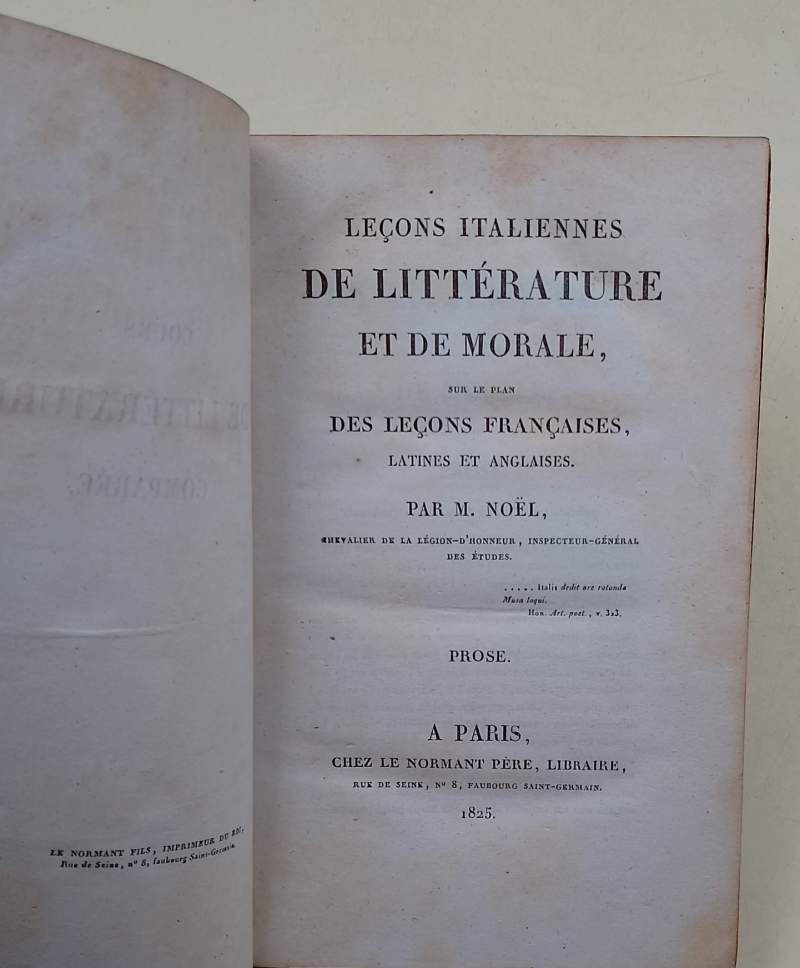 LE NORMANT FILS, IMPRIMEUR DU ROI,
Rue de Seine, nº 8, faubourg Saint-Germain
LEÇONS ITALIENNES
DE LITTÉRATURE
ET DE MORALE,
SUR LE PLAN
DES LEÇONS FRANÇAISES,
LATINES ET ANGLAISES.
PAR M. NOËL,
CHEVALIER DE LA LÉGION-D'HONNEUR, INSPECTEUR-GÉNÉRAL
DES ÉTUDES.
..... Italis dedit ore rotundo
Musa loqui.
Hor. Art. poet., v. 323.
PROSE.
A PARIS,
CHEZ LE NORMANT PÈRE, LIBRAIRE,
RUE DE SEINE, Nº 8, FAUBOURG SAINT-GERMAIN.
1825.